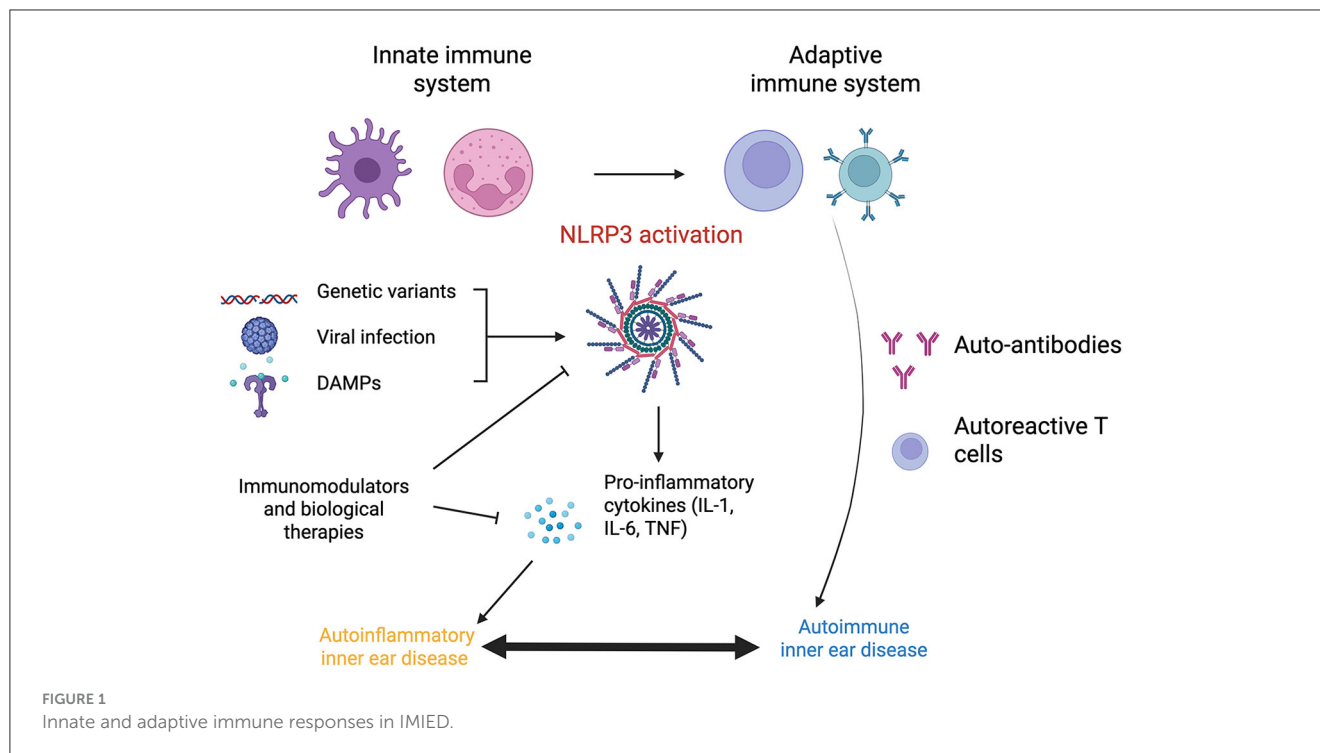 Innate immune
system
Adaptive
immune system
NLRP3 activation
Genetic variants
Viral infection
DAMPs
Auto-antibodies
Autoreactive T
cells
Immunomodulators
and biological
therapies
Pro-inflammatory
cytokines (IL-1,
IL-6, TNF)
Autoinflammatory
inner ear disease
Autoimmune
inner ear disease
FIGURE 1
Innate and adaptive immune responses in IMIED.